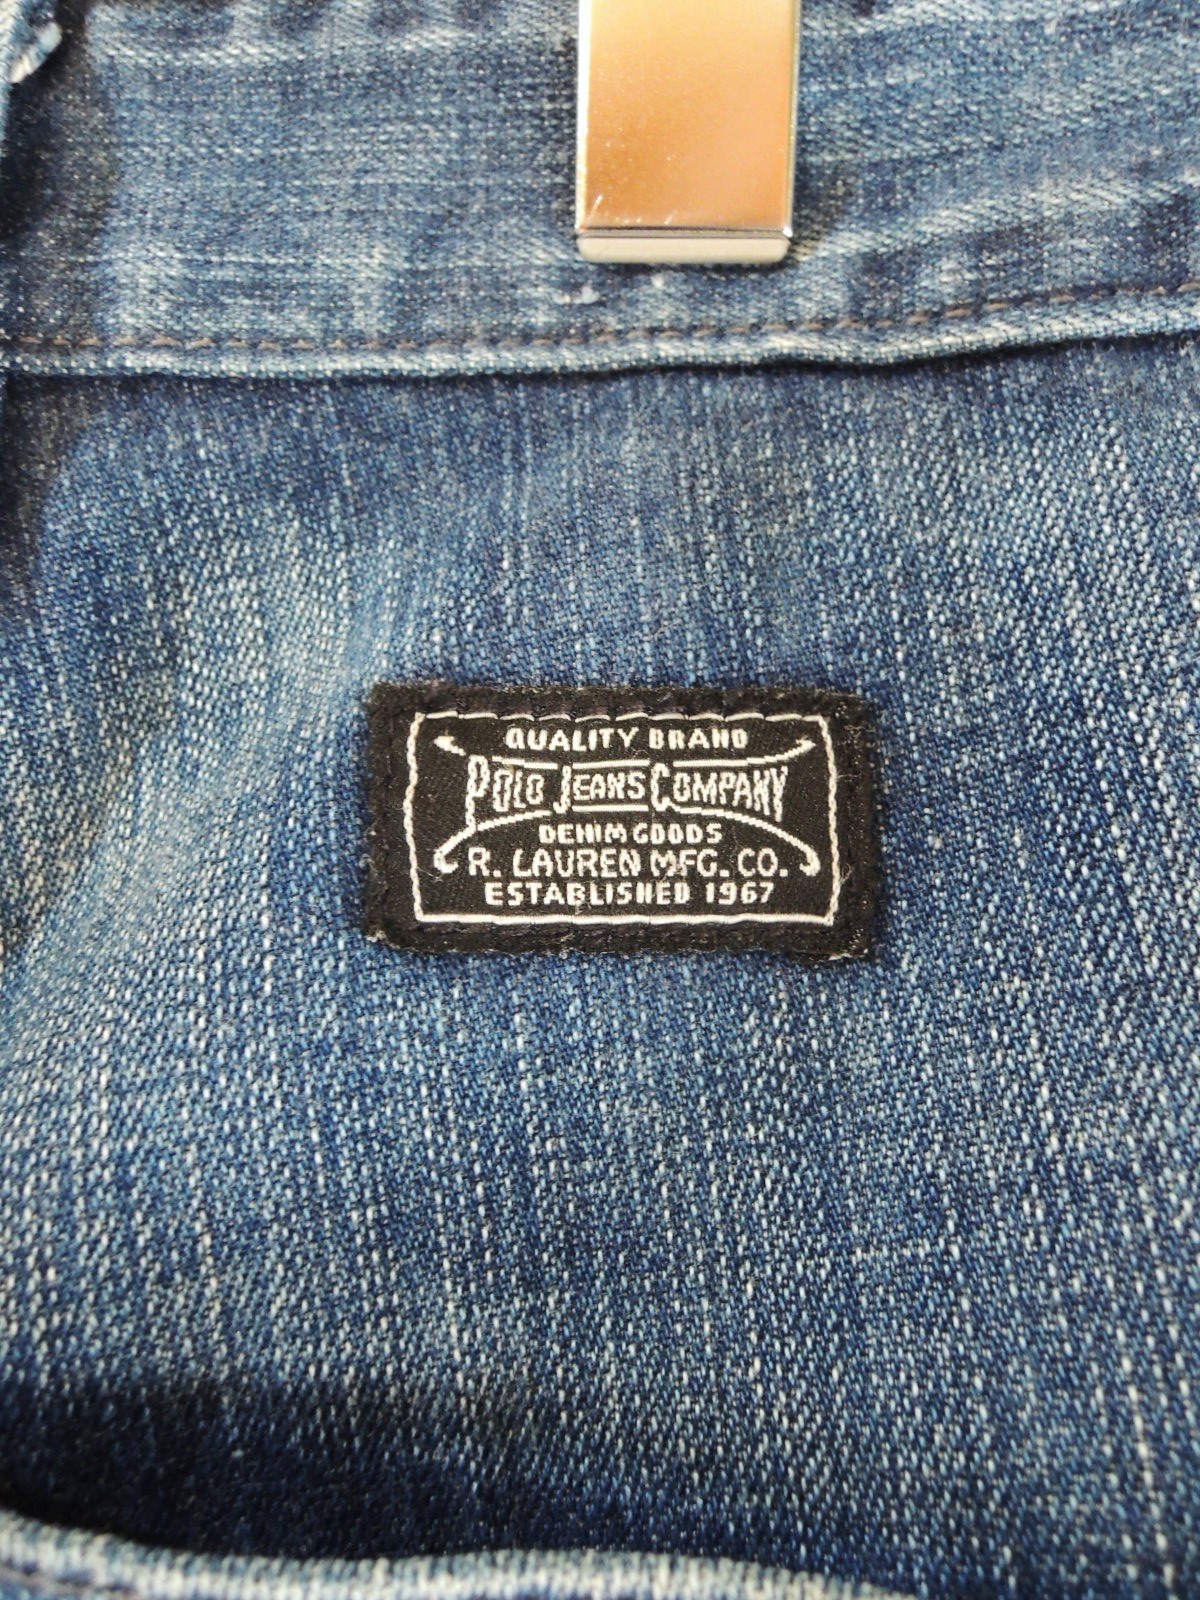 QUALITY BRAND
POLO JEANS COMPANY
DENIM GOODS
R. LAUREN MFG. CO.
ESTABLISHED 1967